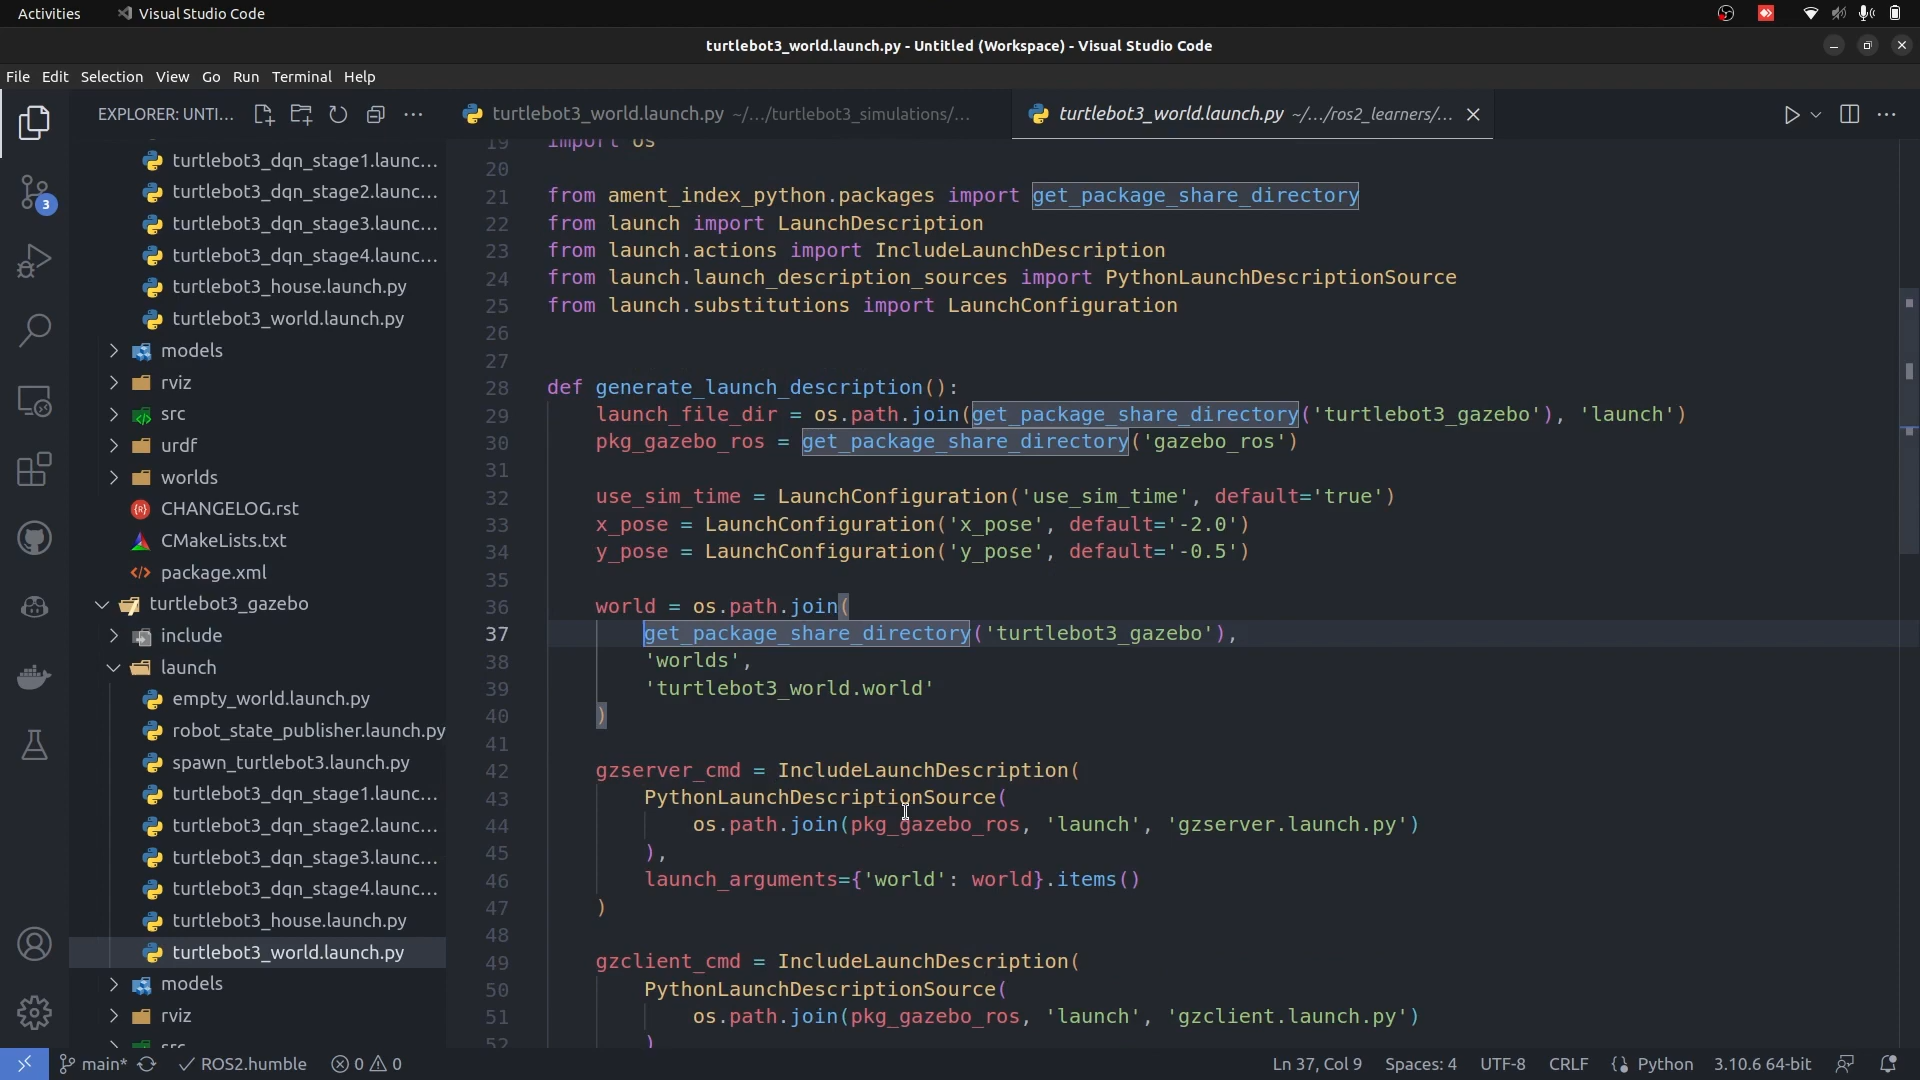 Activities
Visual Studio Code
turtlebot3_world.launch.py - Untitled (Workspace) - Visual Studio Code
File Edit Selection View Go Run Terminal Help
EXPLORER: UNTI...
turtlebot3_world.launch.py ~/.../turtlebot3_simulations/...
turtlebot3_world.launch.py ~/.../ros2_learners/...
3
turtlebot3_dqn_stage1.launc...
turtlebot3_dqn_stage2.launc...
turtlebot3_dqn_stage3.launc...
turtlebot3_dqn_stage4.launc...
turtlebot3_house.launch.py
turtlebot3_world.launch.py
models
rviz
src
urdf
worlds
CHANGELOG.rst
CMakeLists.txt
package.xml
turtlebot3_gazebo
include
launch
empty_world.launch.py
robot_state_publisher.launch.py
spawn_turtlebot3.launch.py
turtlebot3_dqn_stage1.launc...
turtlebot3_dqn_stage2.launc...
turtlebot3_dqn_stage3.launc...
turtlebot3_dqn_stage4.launc...
turtlebot3_house.launch.py
turtlebot3_world.launch.py
models
rviz
src
19 import os
20
21 from ament_index_python.packages import get_package_share_directory
22 from launch import LaunchDescription
23 from launch.actions import IncludeLaunchDescription
24 from launch.launch_description_sources import PythonLaunchDescriptionSource
25 from launch.substitutions import LaunchConfiguration
26
27
28 def generate_launch_description():
29 launch_file_dir = os.path.join(get_package_share_directory('turtlebot3_gazebo'), 'launch')
30 pkg_gazebo_ros = get_package_share_directory('gazebo_ros')
31
32 use_sim_time = LaunchConfiguration('use_sim_time', default='true')
33 x_pose = LaunchConfiguration('x_pose', default='-2.0')
34 y_pose = LaunchConfiguration('y_pose', default='-0.5')
35
36 world = os.path.join(
37 get_package_share_directory('turtlebot3_gazebo'),
38 'worlds',
39 'turtlebot3_world.world'
40 )
41
42 gzserver_cmd = IncludeLaunchDescription(
43 PythonLaunchDescriptionSource(
44 os.path.join(pkg_gazebo_ros, 'launch', 'gzserver.launch.py')
45 ),
46 launch_arguments={'world': world}.items()
47 )
48
49 gzclient_cmd = IncludeLaunchDescription(
50 PythonLaunchDescriptionSource(
51 os.path.join(pkg_gazebo_ros, 'launch', 'gzclient.launch.py')
52 )
main* ROS2.humble 0 0 Ln 37, Col 9 Spaces: 4 UTF-8 CRLF Python 3.10.6 64-bit